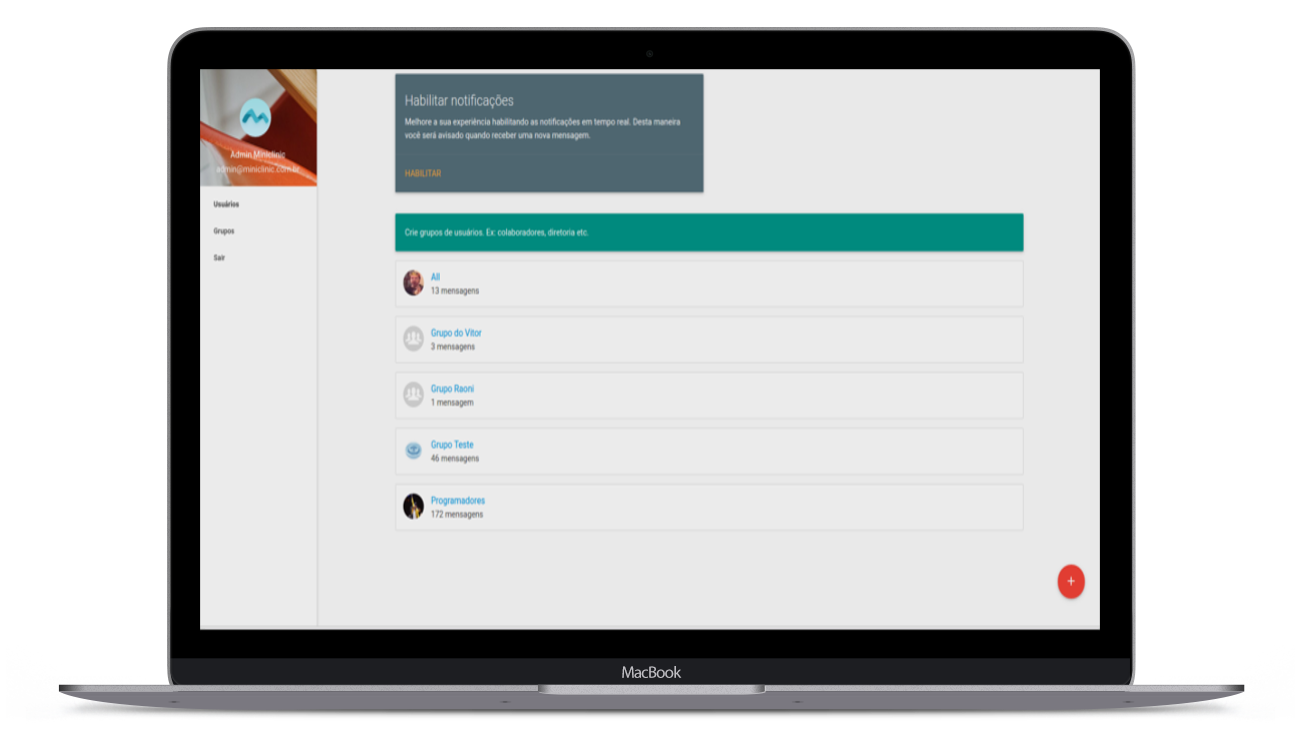 Admin Miniclinic
admin@miniclinic.com.br
Usuários
Grupos
Sair
Habilitar notificações
Melhore a sua experiência habilitando as notificações em tempo real. Desta maneira
você será avisado quando receber uma nova mensagem.
HABILITAR
Crie grupos de usuários. Ex: colaboradores, diretoria etc.
All
13 mensagens
Grupo do Vitor
3 mensagens
Grupo Raoni
1 mensagem
Grupo Teste
46 mensagens
Programadores
172 mensagens
+
MacBook